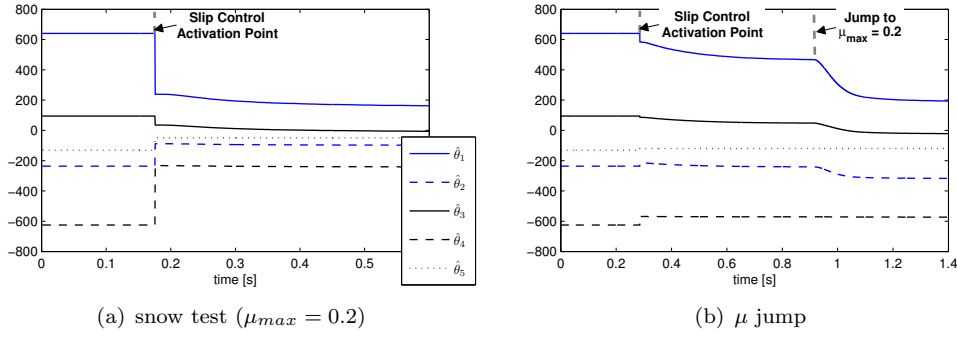 800
600
400
200
0
−200
−400
−600
−800
0
0.1
0.2
0.3
0.4
0.5
time [s]
Slip Control
Activation Point
θ̂₁
θ̂₂
θ̂₃
θ̂₄
θ̂₅
(a) snow test (μmax = 0.2)
800
600
400
200
0
−200
−400
−600
−800
0.0
0.2
0.4
0.6
0.8
1.0
1.2
1.4
time [s]
Slip Control
Activation Point
Jump to
μmax = 0.2
(b) μ jump